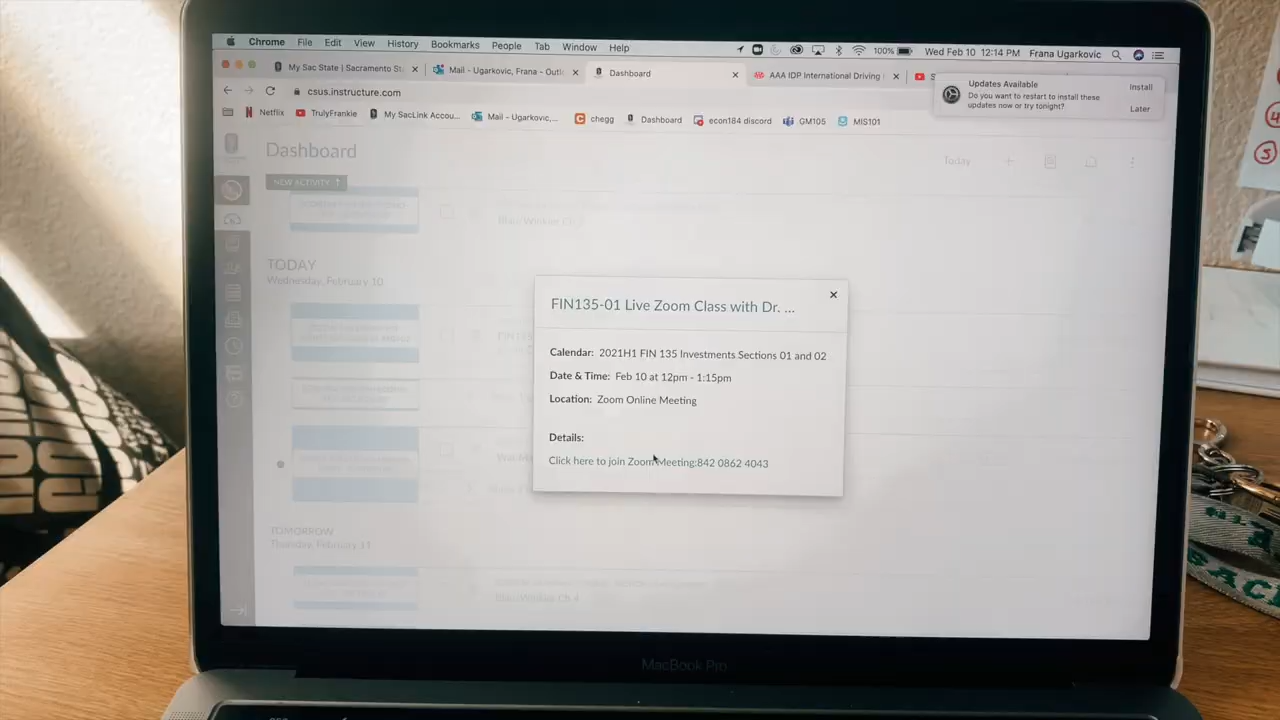 Chrome File Edit View History Bookmarks People Tab Window Help 100% Wed Feb 10 12:14 PM Frana Ugarkovic
My Sac State | Sacramento St Mail - Ugarkovic, Frana - Outl Dashboard AAA IDP International Driving S
csus.instructure.com
Updates Available
Do you want to restart to install these
updates now or try tonight?
Install
Later
Netflix TrulyFrankie My SacLink Accou... Mail - Ugarkovic,... chegg Dashboard econ184 discord GM105 MIS101
Dashboard
Today
NEW ACTIVITY ↑
TODAY
Wednesday, February 10
FIN135-01 Live Zoom Class with Dr. ...
Calendar: 2021H1 FIN 135 Investments Sections 01 and 02
Date & Time: Feb 10 at 12pm - 1:15pm
Location: Zoom Online Meeting
Details:
Click here to join Zoom Meeting:842 0862 4043
TOMORROW
Thursday, February 11
MacBook Pro